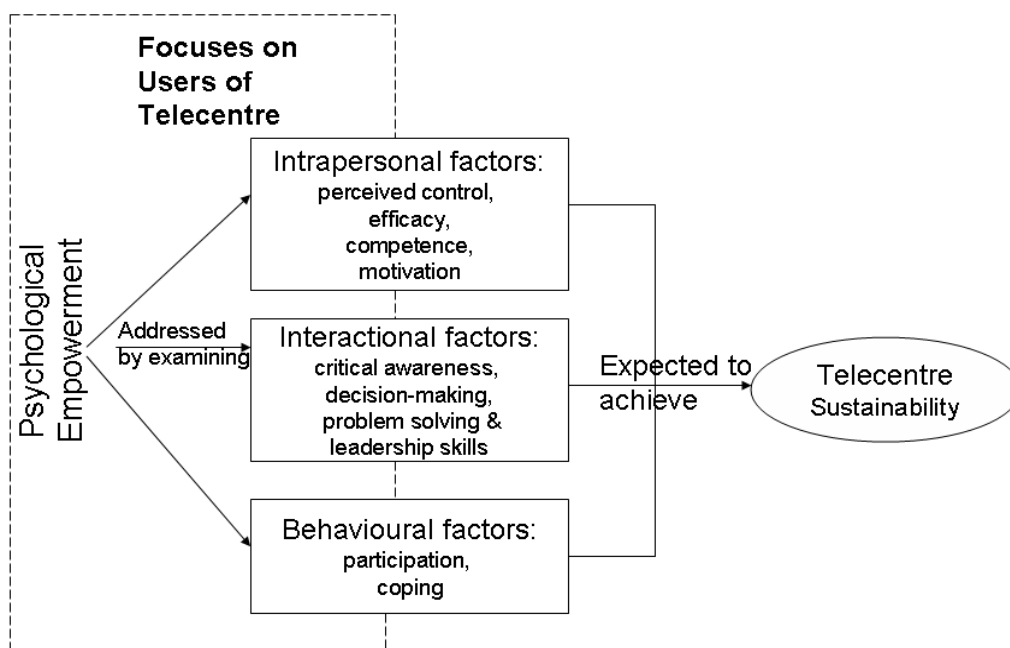 Focuses on
Users of
Telecentre
Psychological
Empowerment
Addressed
by examining
Intrapersonal factors:
perceived control,
efficacy,
competence,
motivation
Interactional factors:
critical awareness,
decision-making,
problem solving &
leadership skills
Behavioural factors:
participation,
coping
Expected to
achieve
Telecentre
Sustainability